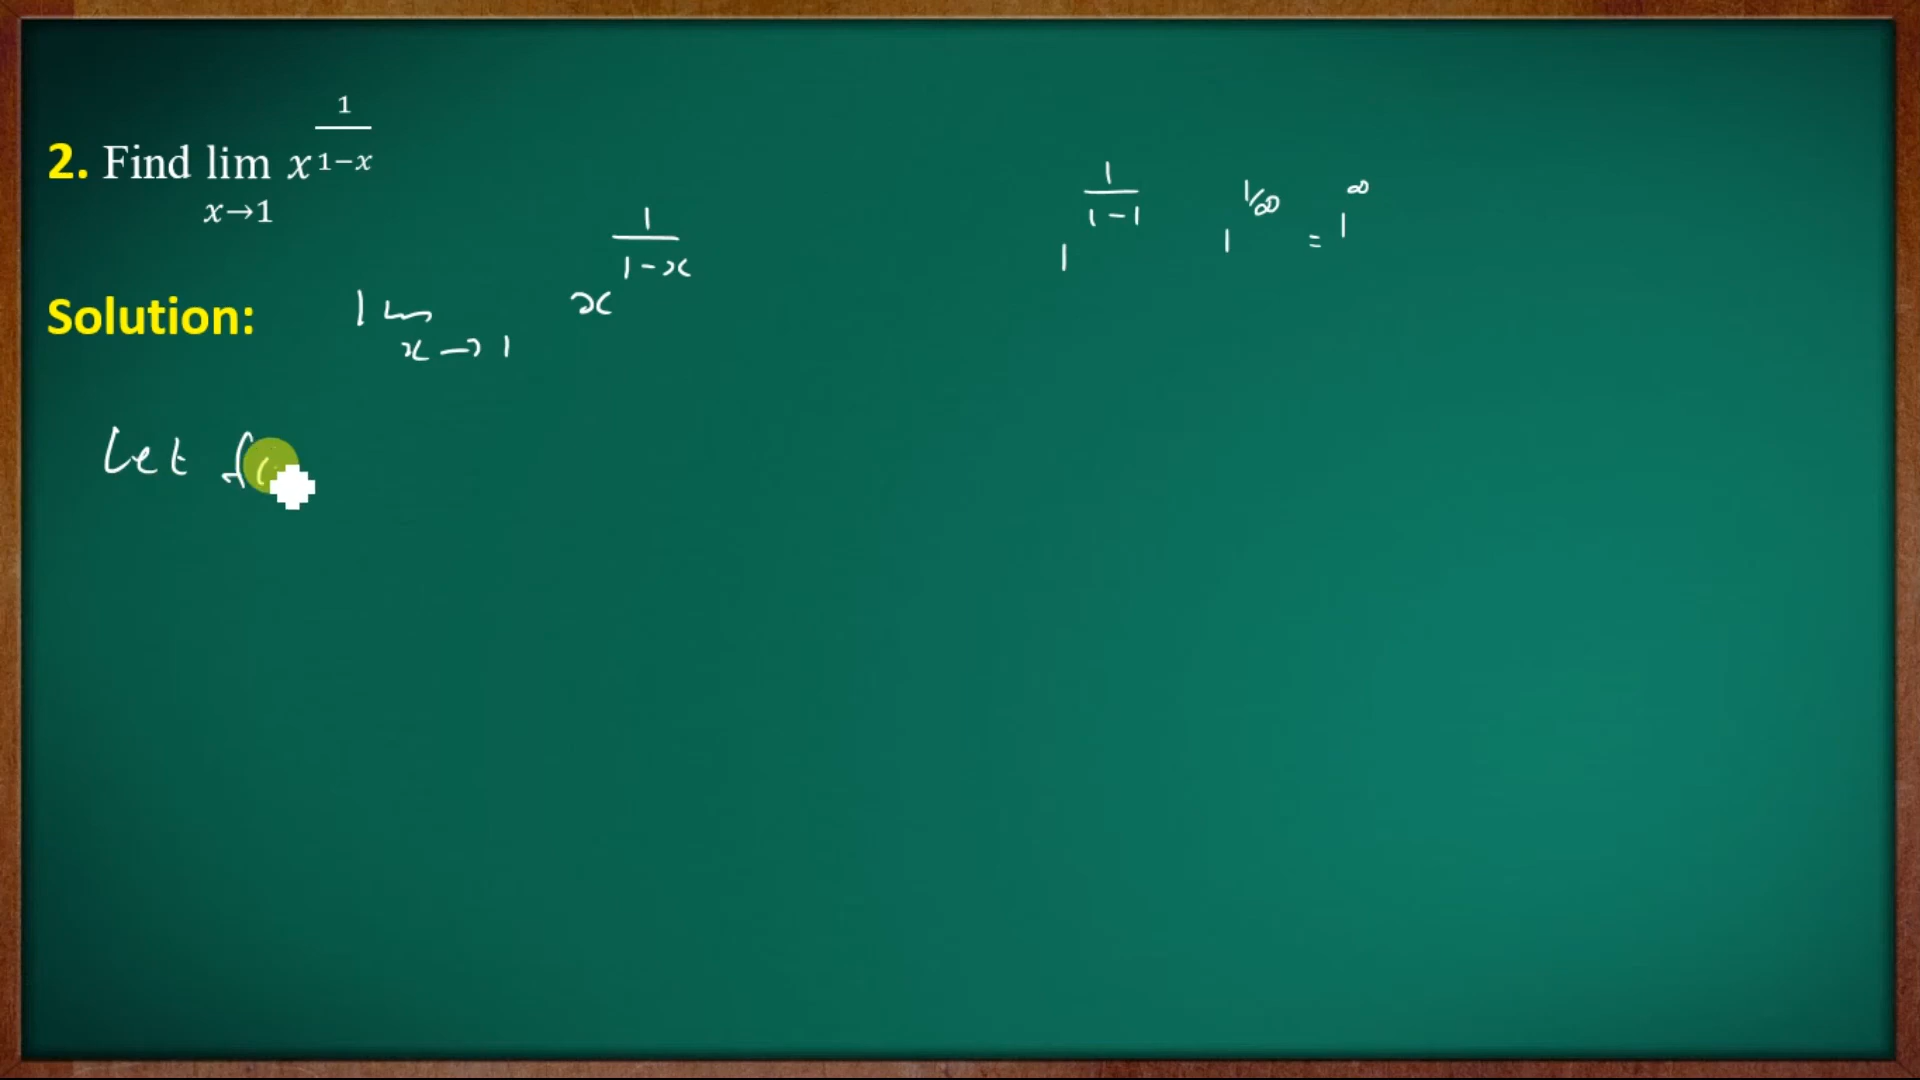 2. Find lim x^(1/(1−x))
x→1
Solution: lim x^(1/(1-x))
x→1
1^(1/(1-1)) 1^(1/∞) = 1^∞
Let f(